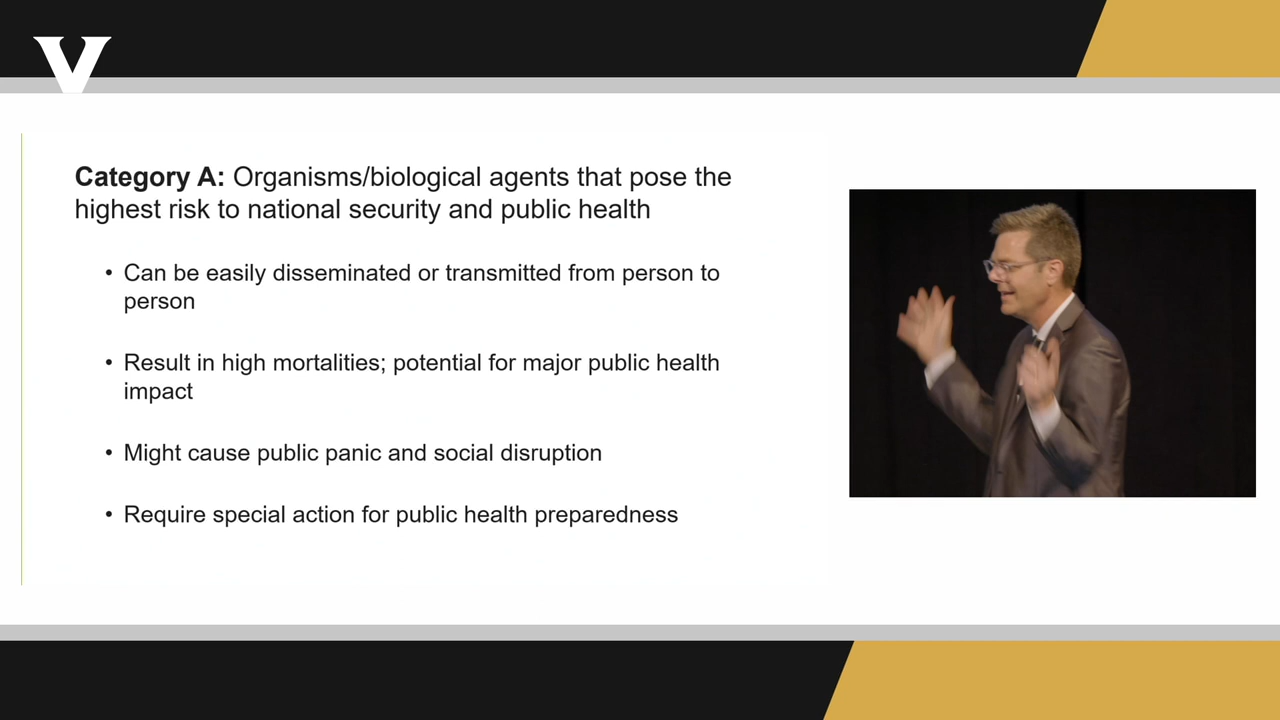 V
Category A: Organisms/biological agents that pose the
highest risk to national security and public health
• Can be easily disseminated or transmitted from person to
person
• Result in high mortalities; potential for major public health
impact
• Might cause public panic and social disruption
• Require special action for public health preparedness